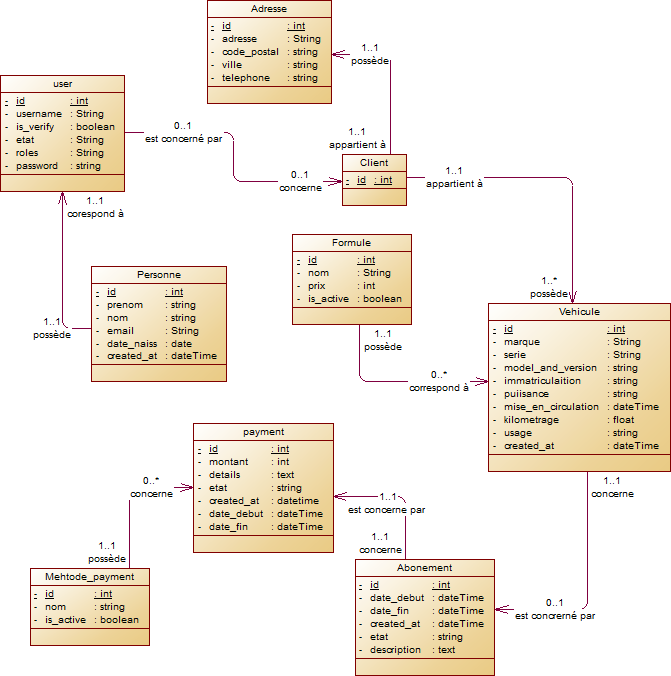 Adresse
- id : int
- adresse : String
- code_postal : string
- ville : string
- telephone : string
1..1
possède
1..1
appartient à
user
- id : int
- username : String
- is_verify : boolean
- etat : String
- roles : String
- password : string
0..1
est concerné par
0..1
concerne
Client
- id : int
1..1
appartient à
1..*
possède
1..1
corespond à
1..1
possède
Personne
- id : int
- prenom : string
- nom : string
- email : String
- date_naiss : date
- created_at : dateTime
Formule
- id : int
- nom : String
- prix : int
- is_active : boolean
1..1
possède
0..*
correspond à
Vehicule
- id : int
- marque : String
- serie : String
- model_and_version : string
- immatriculaition : string
- puiisance : string
- mise_en_circulation : dateTime
- kilometrage : float
- usage : string
- created_at : dateTime
1..1
concerne
0..1
est concrerné par
payment
- id : int
- montant : int
- details : text
- etat : string
- created_at : datetime
- date_debut : dateTime
- date_fin : dateTime
0..*
concerne
1..1
possède
1..1
est concerné par
1..1
concerne
Mehtode_payment
- id : int
- nom : string
- is_active : boolean
Abonement
- id : int
- date_debut : dateTime
- date_fin : dateTime
- created_at : dateTime
- etat : string
- description : text